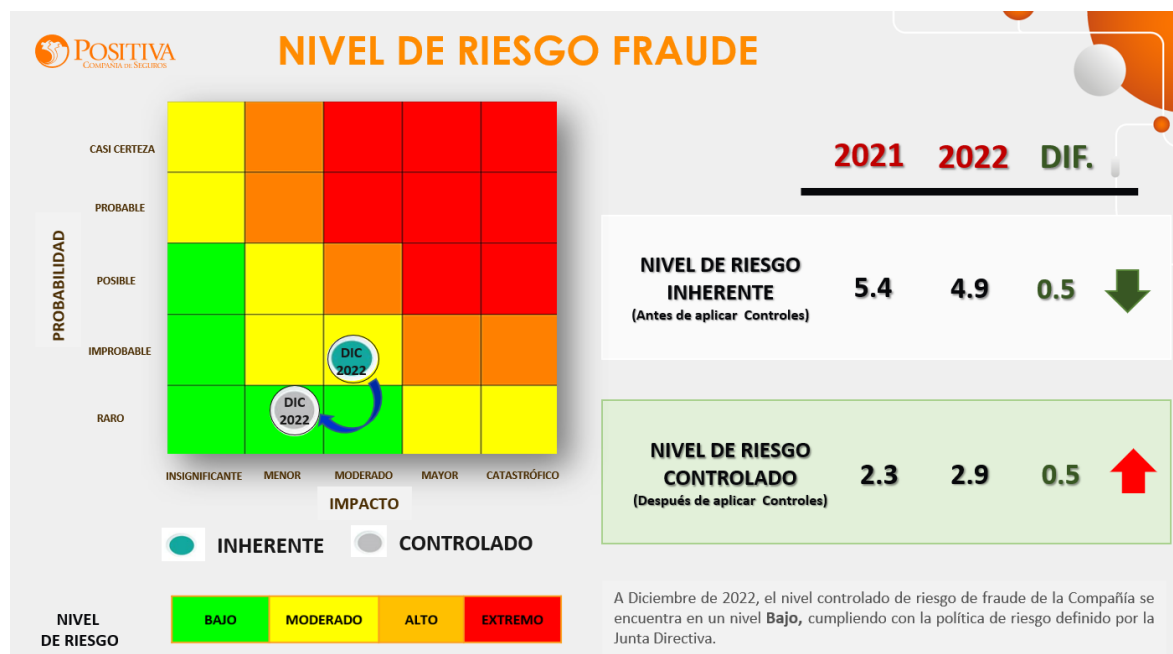 POSITIVA
COMPAÑÍA DE SEGUROS
NIVEL DE RIESGO FRAUDE
PROBABILIDAD
CASI CERTEZA
PROBABLE
POSIBLE
IMPROBABLE
RARO
DIC
2022
DIC
2022
INSIGNIFICANTE MENOR MODERADO MAYOR CATASTRÓFICO
IMPACTO
INHERENTE CONTROLADO
NIVEL
DE RIESGO
BAJO MODERADO ALTO EXTREMO
2021 2022 DIF.
NIVEL DE RIESGO
INHERENTE
(Antes de aplicar Controles)
5.4 4.9 0.5
NIVEL DE RIESGO
CONTROLADO
(Después de aplicar Controles)
2.3 2.9 0.5
A Diciembre de 2022, el nivel controlado de riesgo de fraude de la Compañía se
encuentra en un nivel Bajo, cumpliendo con la política de riesgo definido por la
Junta Directiva.